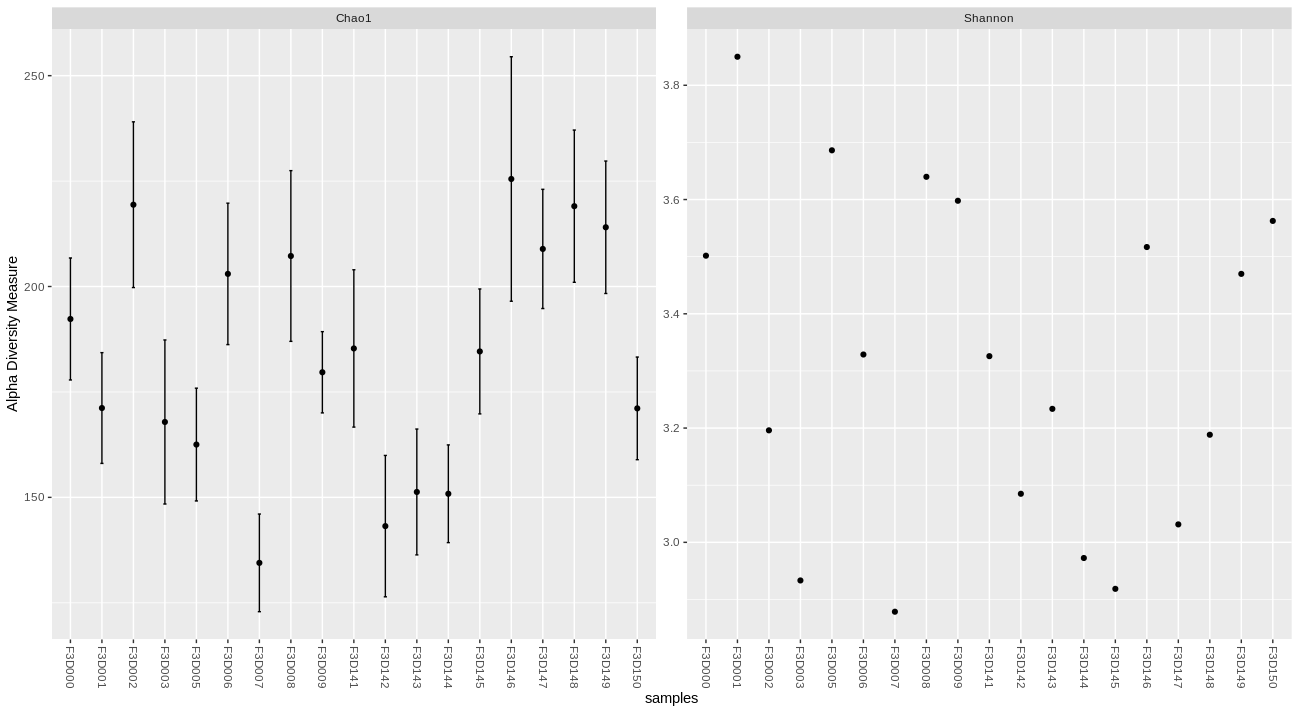 Chao1 Shannon
Alpha Diversity Measure
250
200
150
3.8
3.6
3.4
3.2
3.0
F3D000 F3D001 F3D002 F3D003 F3D005 F3D006 F3D007 F3D008 F3D009 F3D141 F3D142 F3D143 F3D144 F3D145 F3D146 F3D147 F3D148 F3D149 F3D150
F3D000 F3D001 F3D002 F3D003 F3D005 F3D006 F3D007 F3D008 F3D009 F3D141 F3D142 F3D143 F3D144 F3D145 F3D146 F3D147 F3D148 F3D149 F3D150
samples